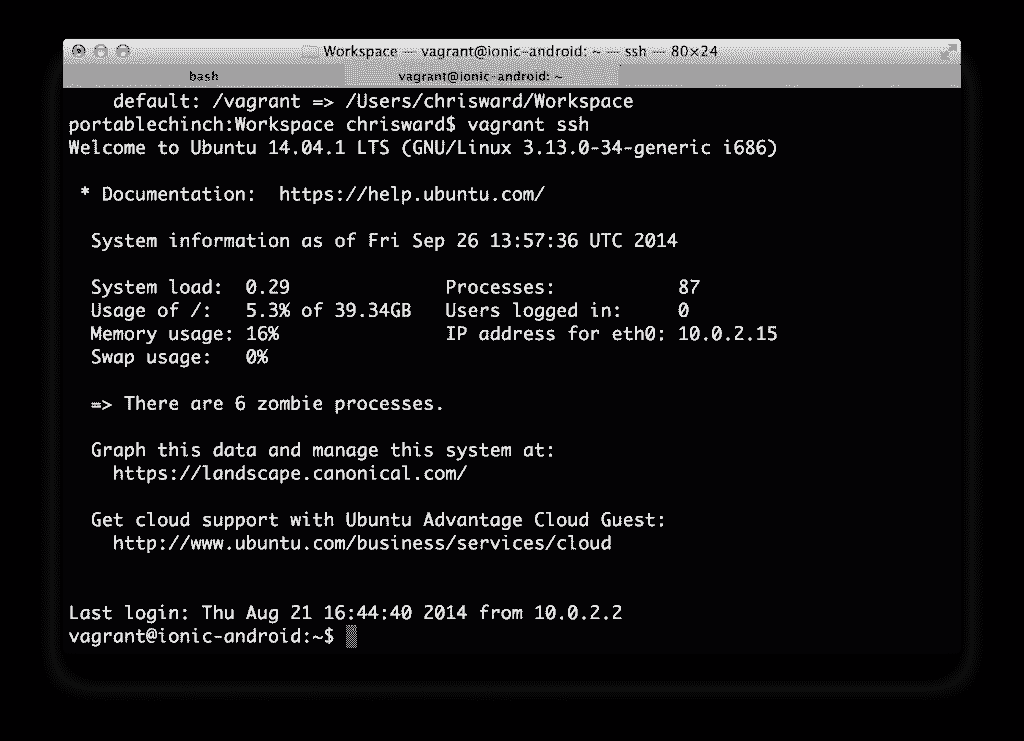 Workspace — vagrant@ionic-android: ~ — ssh — 80×24
bash vagrant@ionic-android: ~
default: /vagrant => /Users/chrisward/Workspace
portablechinch:Workspace chrisward$ vagrant ssh
Welcome to Ubuntu 14.04.1 LTS (GNU/Linux 3.13.0-34-generic i686)
* Documentation: https://help.ubuntu.com/
System information as of Fri Sep 26 13:57:36 UTC 2014
System load: 0.29 Processes: 87
Usage of /: 5.3% of 39.34GB Users logged in: 0
Memory usage: 16% IP address for eth0: 10.0.2.15
Swap usage: 0%
=> There are 6 zombie processes.
Graph this data and manage this system at:
https://landscape.canonical.com/
Get cloud support with Ubuntu Advantage Cloud Guest:
http://www.ubuntu.com/business/services/cloud
Last login: Thu Aug 21 16:44:40 2014 from 10.0.2.2
vagrant@ionic-android:~$